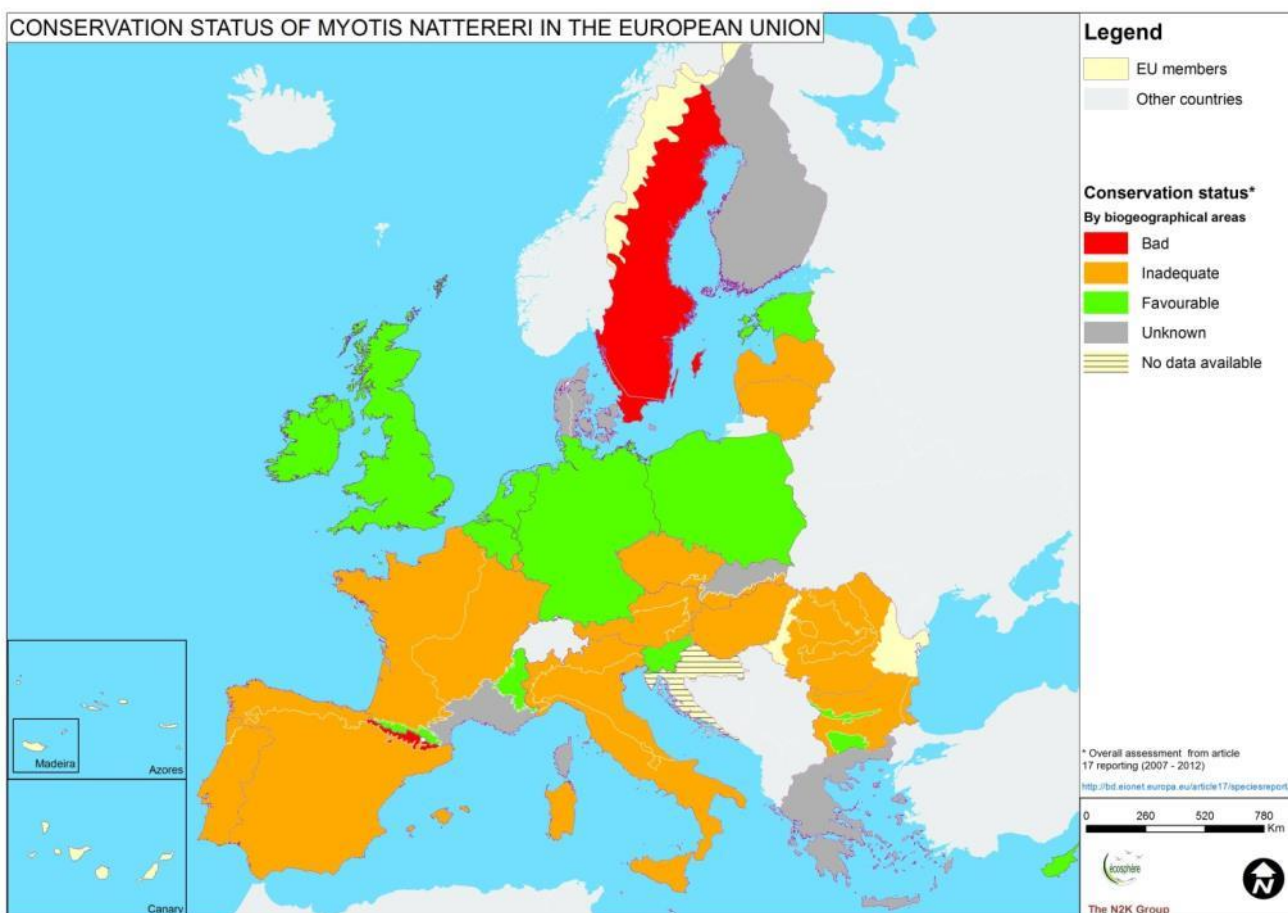 CONSERVATION STATUS OF MYOTIS NATTERERI IN THE EUROPEAN UNION
Legend
EU members
Other countries
Conservation status*
By biogeographical areas
Bad
Inadequate
Favourable
Unknown
No data available
Madeira
Azores
Canary
* Overall assessment from article
17 reporting (2007 - 2012)
http://bd.eionet.europa.eu/article17/speciesreport/
0 260 520 780
Km
écosphère
N
The N2K Group